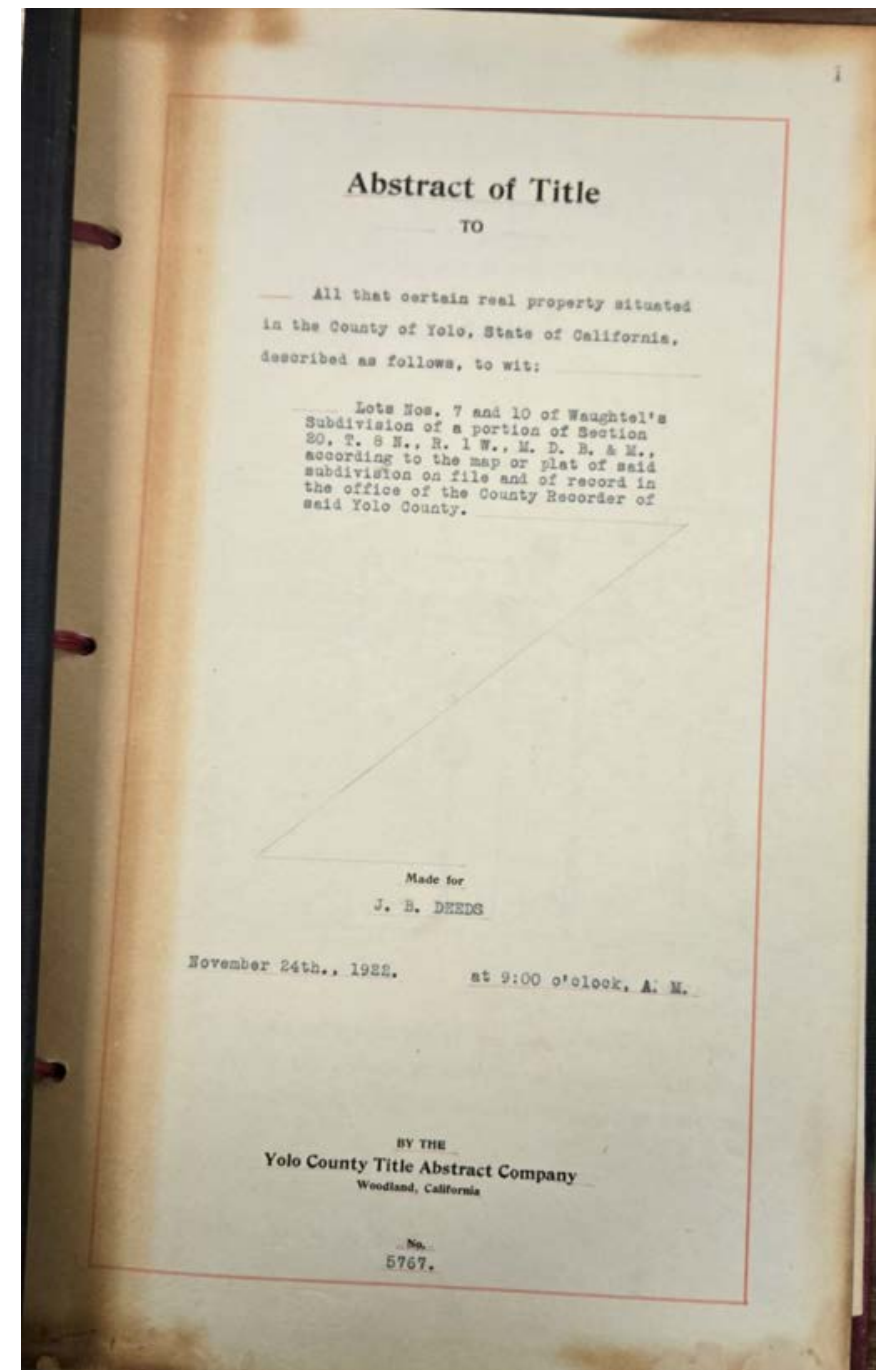 1
Abstract of Title
TO
All that certain real property situated
in the County of Yolo, State of California,
described as follows, to wit:
Lots Nos. 7 and 10 of Waughtel's
Subdivision of a portion of Section
20, T. 8 N., R. 1 W., M. D. B. & M.,
according to the map or plat of said
subdivision on file and of record in
the office of the County Recorder of
said Yolo County.
Made for
J. B. DEEDS
November 24th., 1922. at 9:00 o'clock, A. M.
BY THE
Yolo County Title Abstract Company
Woodland, California
No.
5767.